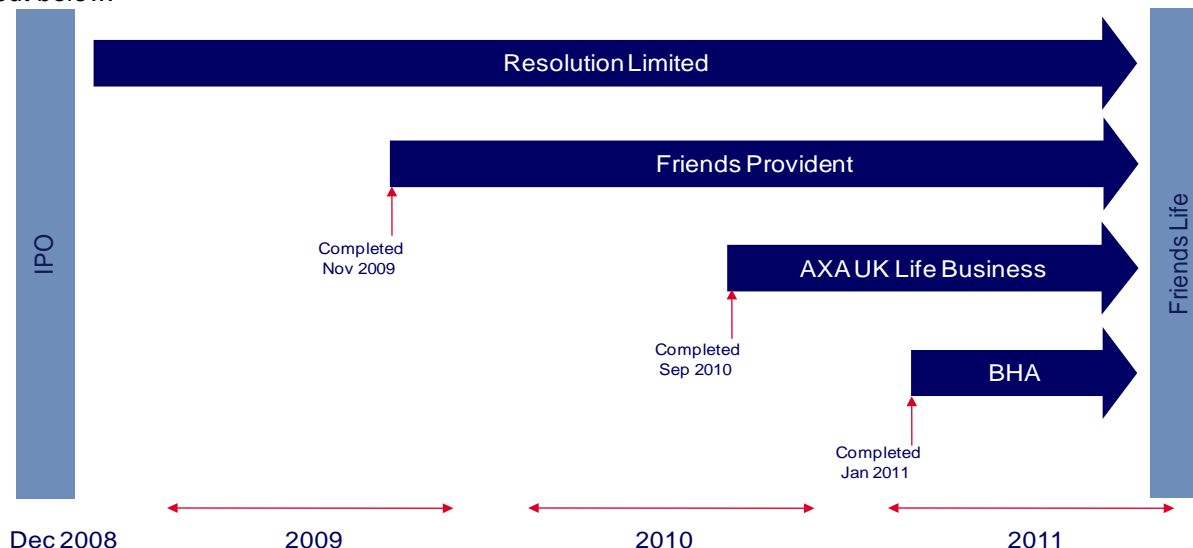 Resolution Limited
Friends Provident
Completed
Nov 2009
AXA UK Life Business
Completed
Sep 2010
BHA
Completed
Jan 2011
IPO
Friends Life
Dec 2008
2009
2010
2011